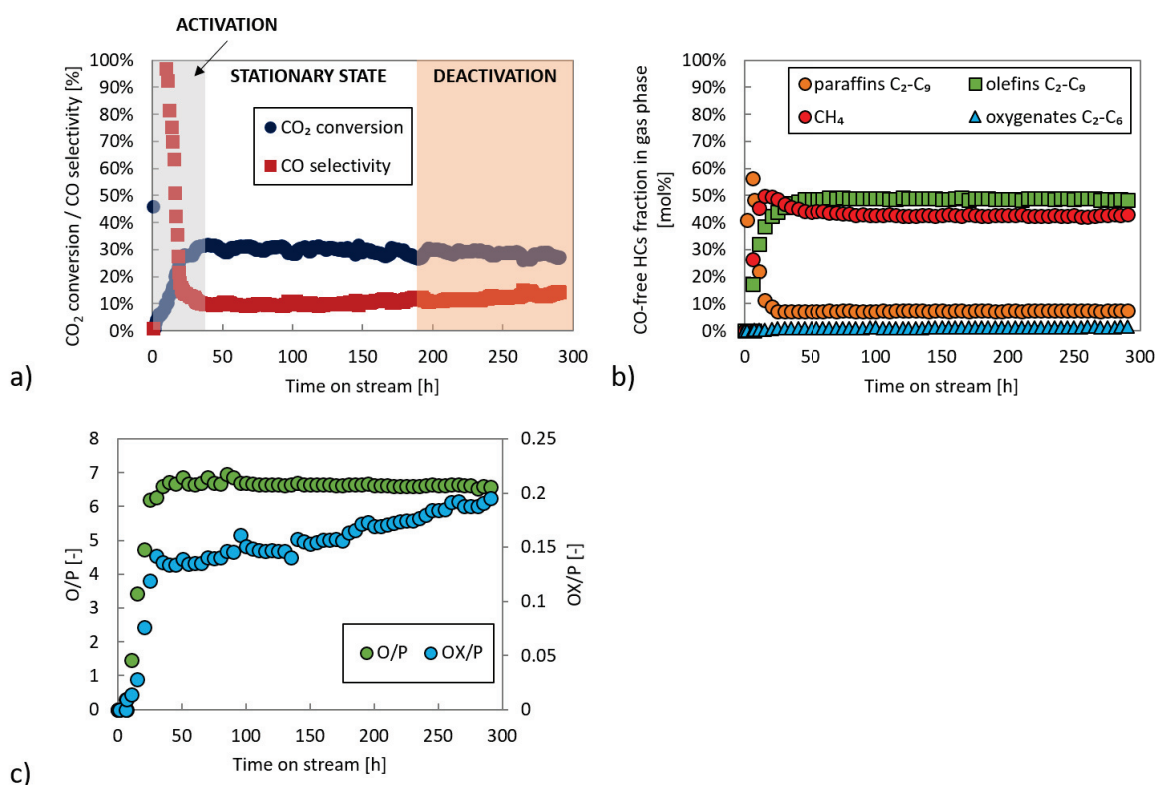 ACTIVATION
100%
90%
80%
70%
60%
50%
40%
30%
20%
10%
0%
CO₂ conversion / CO selectivity [%]
STATIONARY STATE
DEACTIVATION
CO₂ conversion
CO selectivity
0 50 100 150 200 250 300
Time on stream [h]
a)
100%
90%
80%
70%
60%
50%
40%
30%
20%
10%
0%
CO-free HCs fraction in gas phase
[mol%]
paraffins C₂-C₉ olefins C₂-C₉
CH₄ oxygenates C₂-C₆
0 50 100 150 200 250 300
Time on stream [h]
b)
8
7
6
5
4
3
2
1
0
O/P [-]
0.25
0.2
0.15
0.1
0.05
0
OX/P [-]
O/P OX/P
0 50 100 150 200 250 300
Time on stream [h]
c)